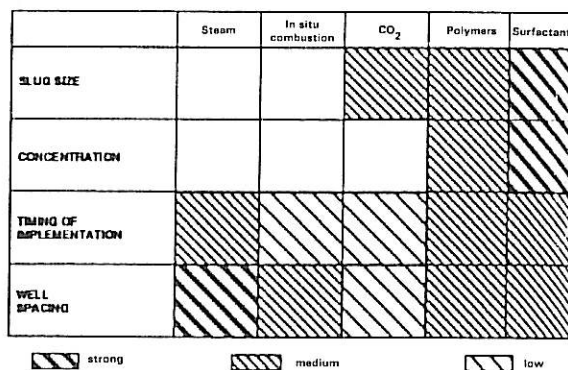 Steam
In situ
combustion
CO2
Polymers
Surfactant
SLUG SIZE
CONCENTRATION
TIMING OF
IMPLEMENTATION
WELL
SPACING
strong
medium
low